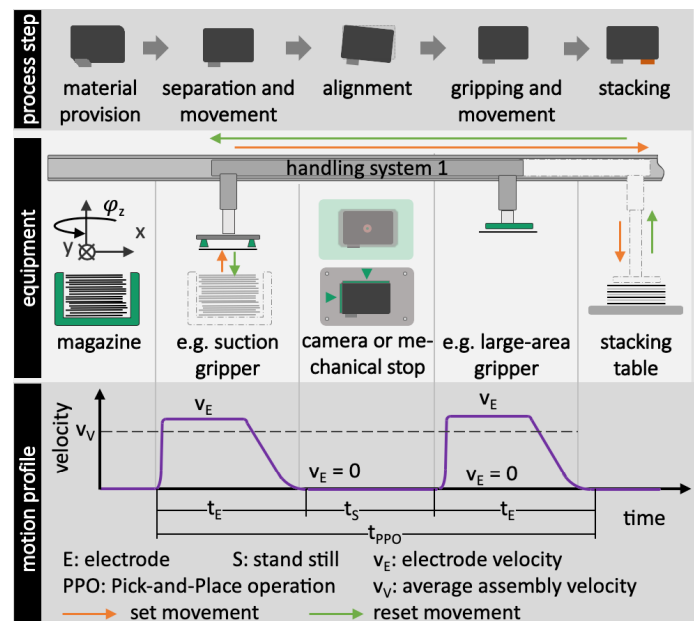 process step
material provision
separation and movement
alignment
gripping and movement
stacking
equipment
handling system 1
φz
y
x
magazine
e.g. suction gripper
camera or me-
chanical stop
e.g. large-area gripper
stacking table
motion profile
velocity
vV
vE
vE = 0
vE
vE = 0
tE
tS
tE
tPPO
time
E: electrode
S: stand still
vE: electrode velocity
PPO: Pick-and-Place operation
vV: average assembly velocity
set movement
reset movement